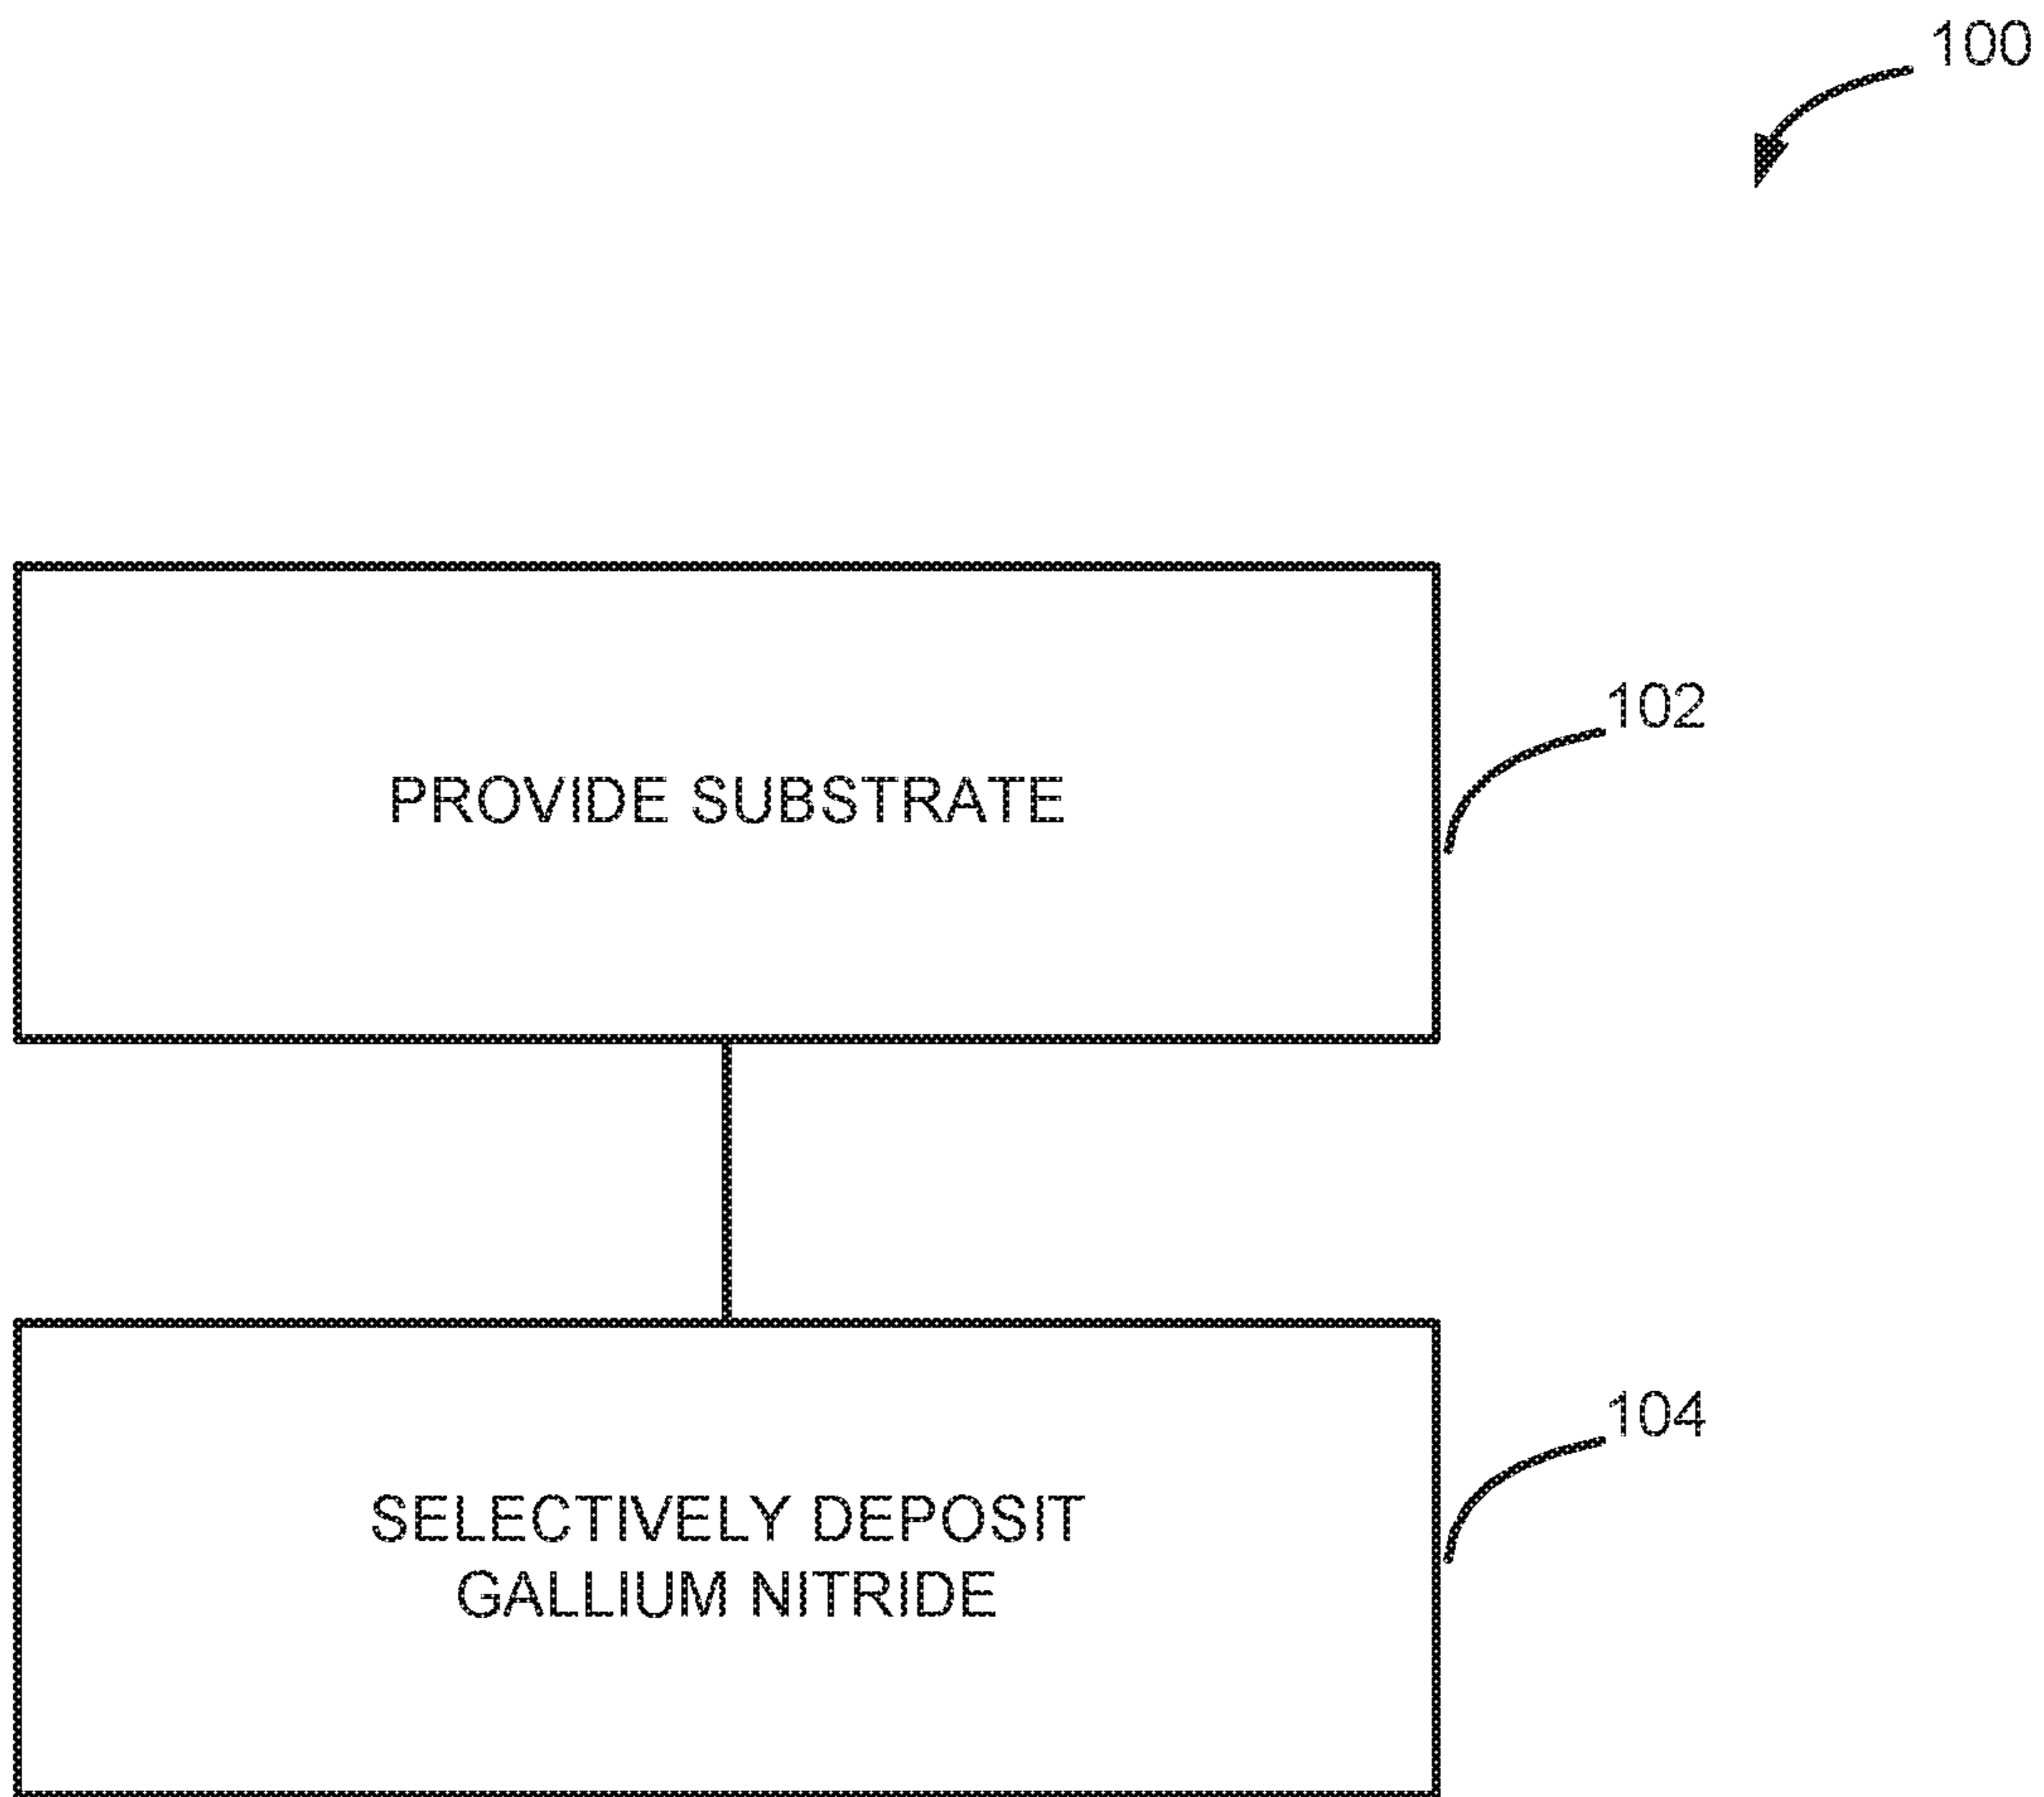 100
PROVIDE SUBSTRATE
102
SELECTIVELY DEPOSIT
GALLIUM NITRIDE
104